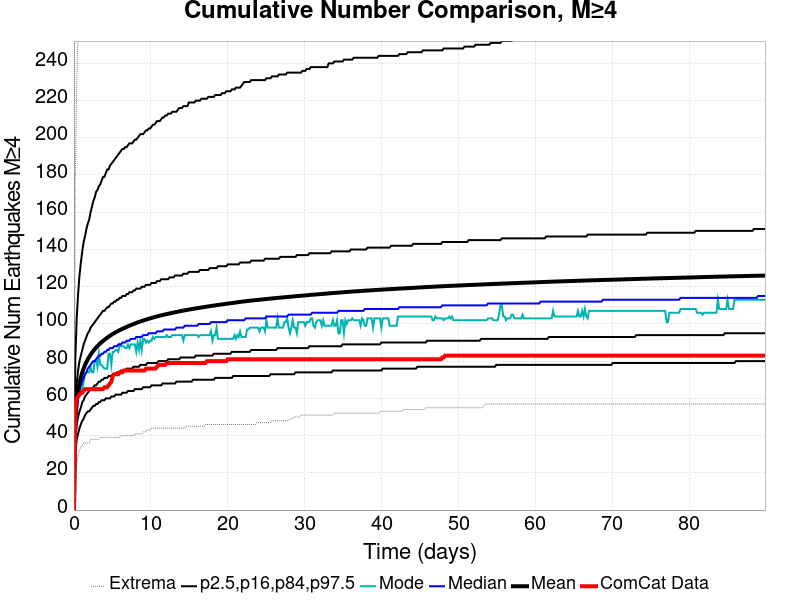 Cumulative Number Comparison, M≥4
Cumulative Num Earthquakes M≥4
240
220
200
180
160
140
120
100
80
60
40
20
0
0 10 20 30 40 50 60 70 80
Time (days)
Extrema p2.5,p16,p84,p97.5 Mode Median Mean ComCat Data